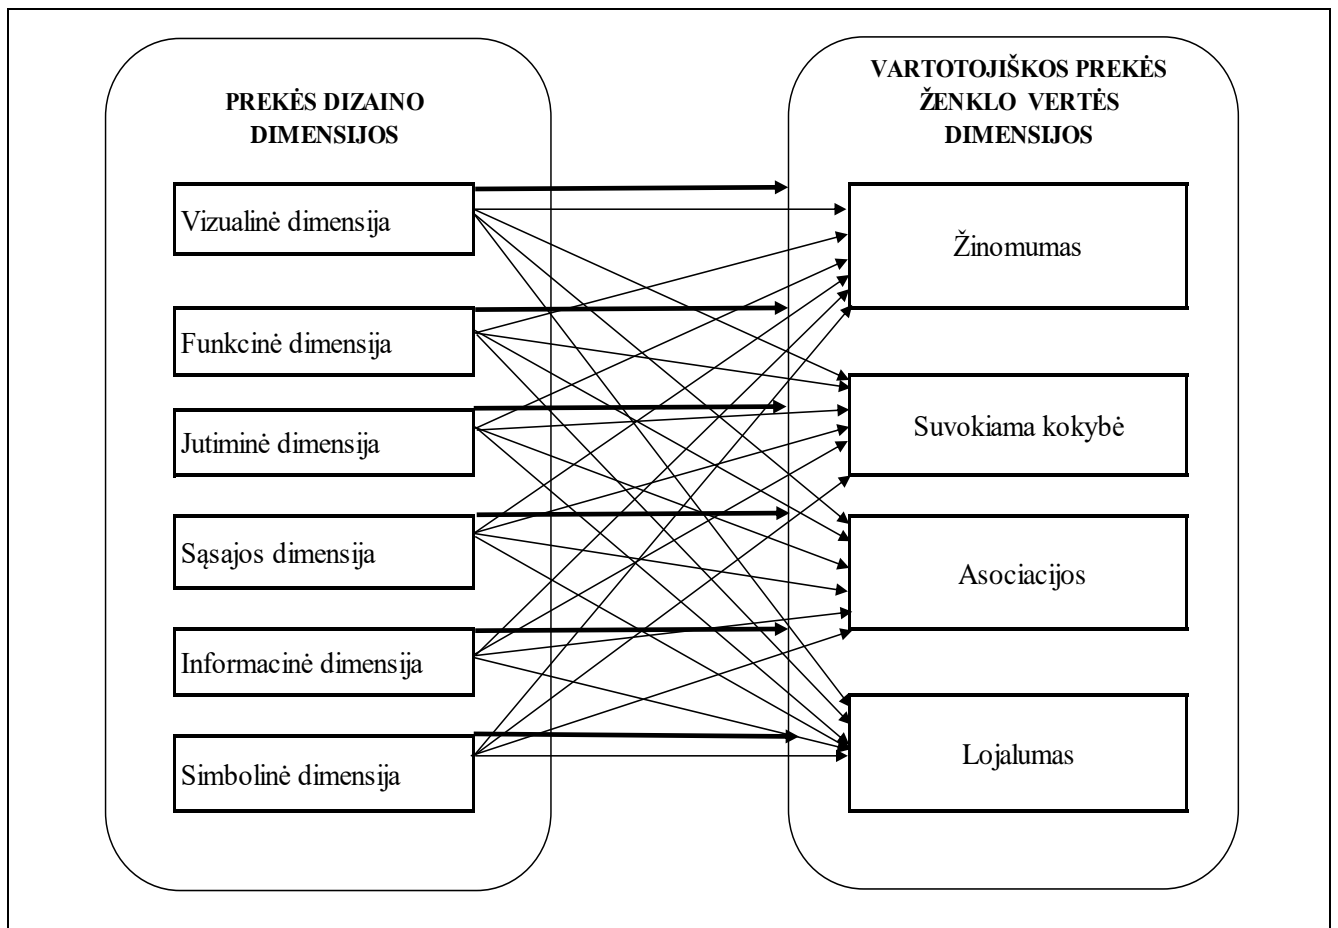 PREKĖS DIZAINO
DIMENSIJOS
Vizualinė dimensija
Funkcinė dimensija
Jutiminė dimensija
Sąsajos dimensija
Informacinė dimensija
Simbolinė dimensija
VARTOTOJIŠKOS PREKĖS
ŽENKLO VERTĖS
DIMENSIJOS
Žinomumas
Suvokiama kokybė
Asociacijos
Lojalumas